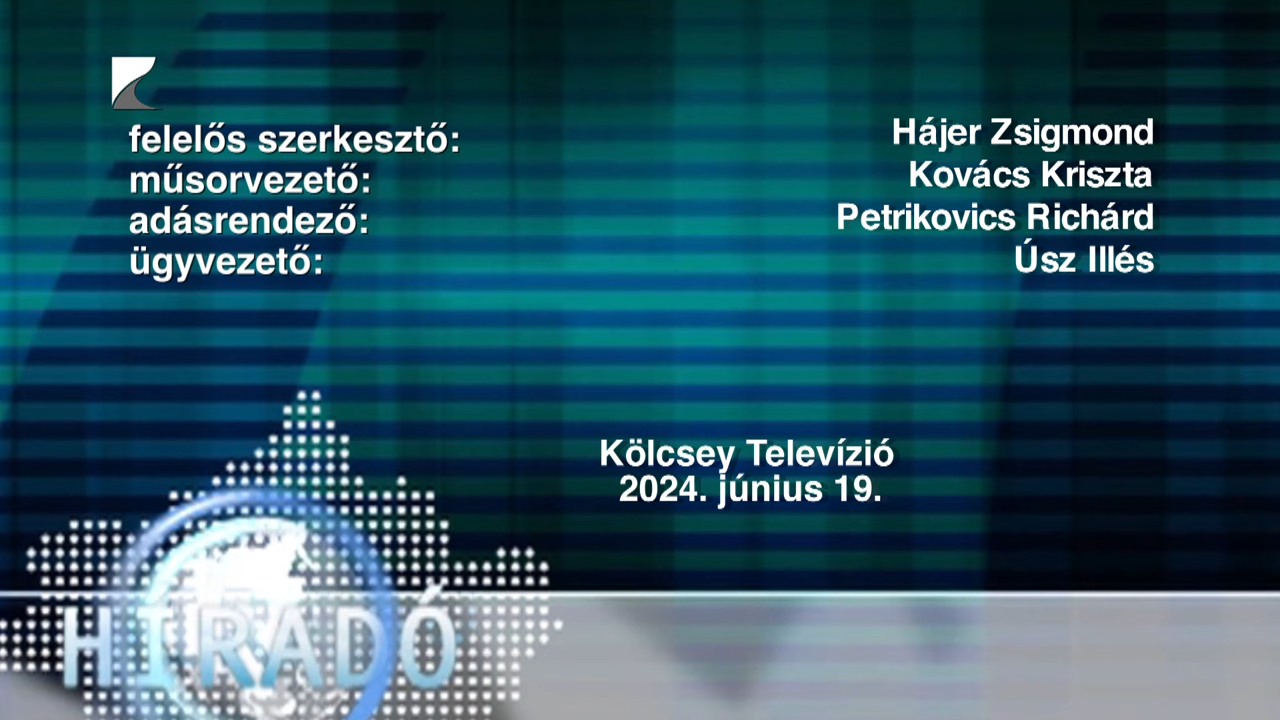 felelős szerkesztő: Hájer Zsigmond
műsorvezető: Kovács Kriszta
adásrendező: Petrikovics Richárd
ügyvezető: Úsz Illés
Kölcsey Televízió
2024. június 19.
HÍRADÓ